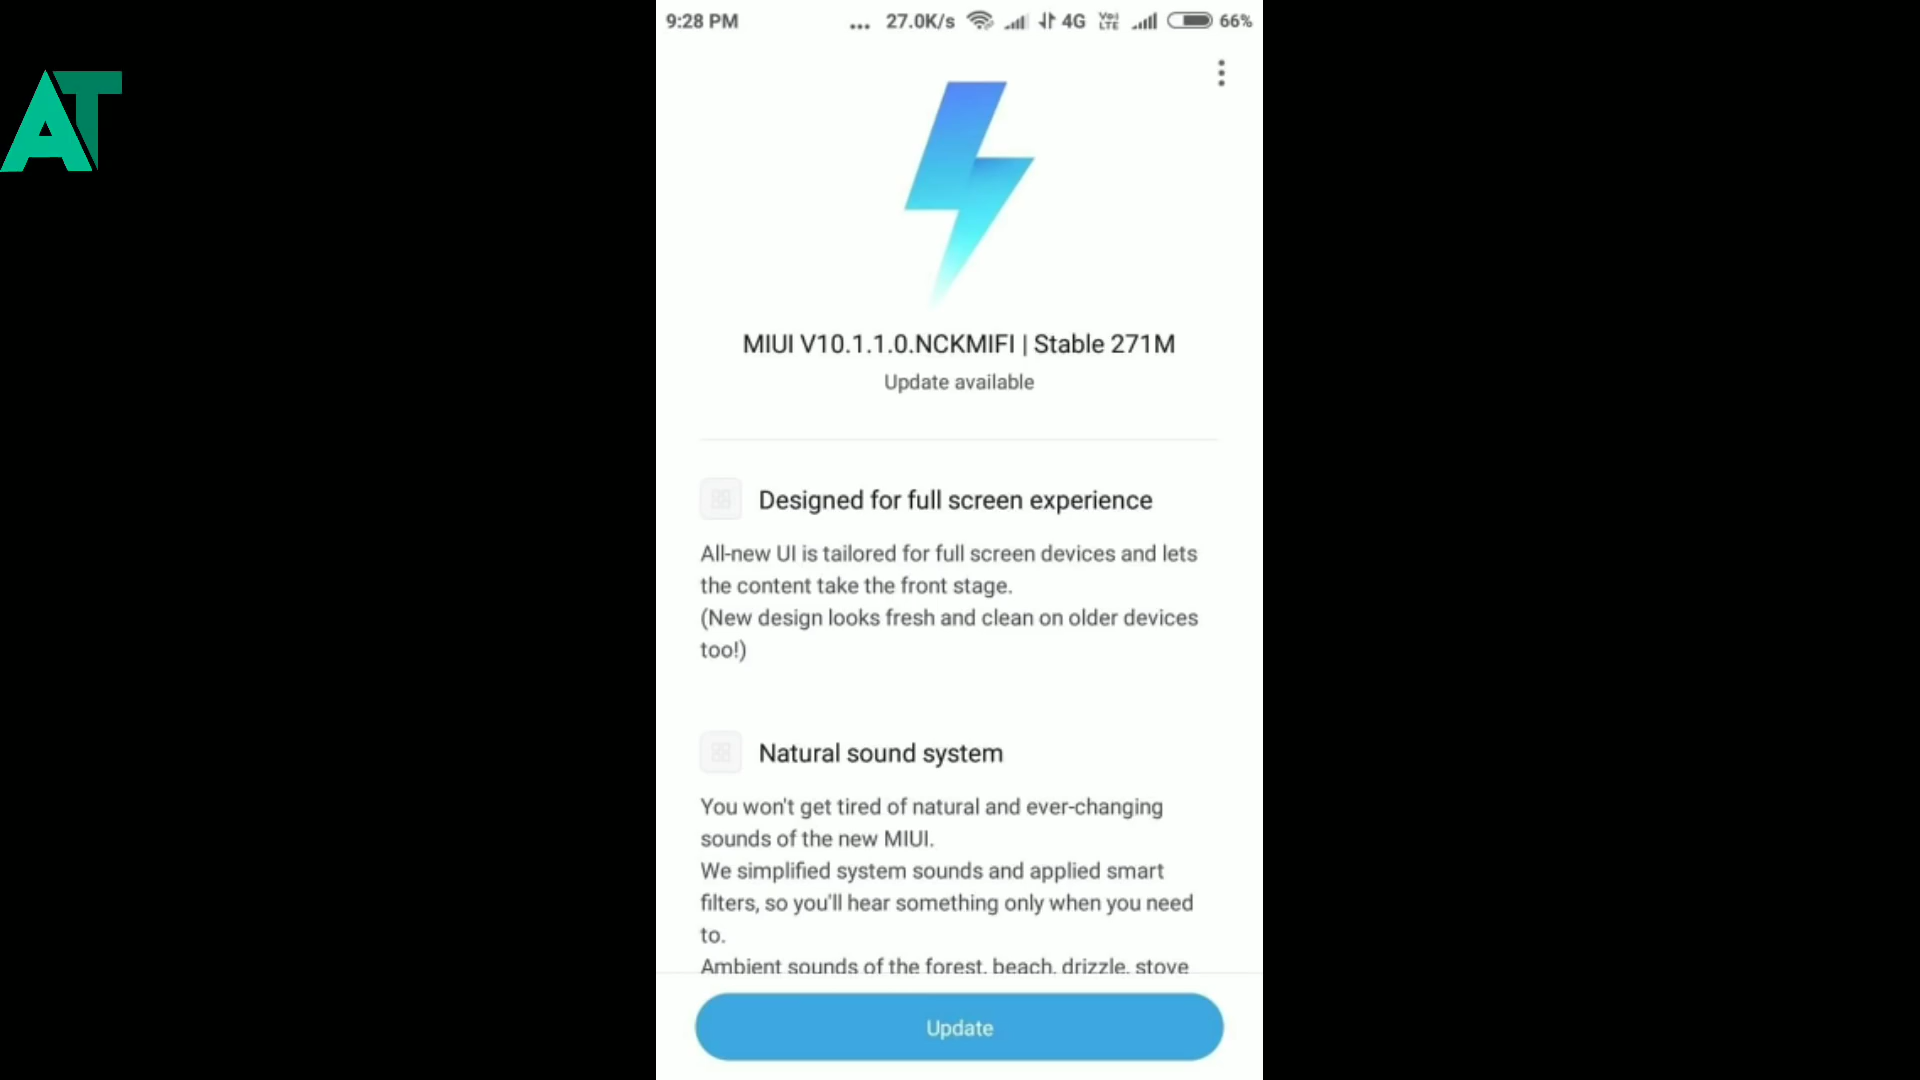 AT
9:28 PM ... 27.0K/s 4G Vo) LTE 66%
MIUI V10.1.1.0.NCKMIFI | Stable 271M
Update available
Designed for full screen experience
All-new UI is tailored for full screen devices and lets
the content take the front stage.
(New design looks fresh and clean on older devices
too!)
Natural sound system
You won't get tired of natural and ever-changing
sounds of the new MIUI.
We simplified system sounds and applied smart
filters, so you'll hear something only when you need
to.
Ambient sounds of the forest, beach, drizzle, stove
Update